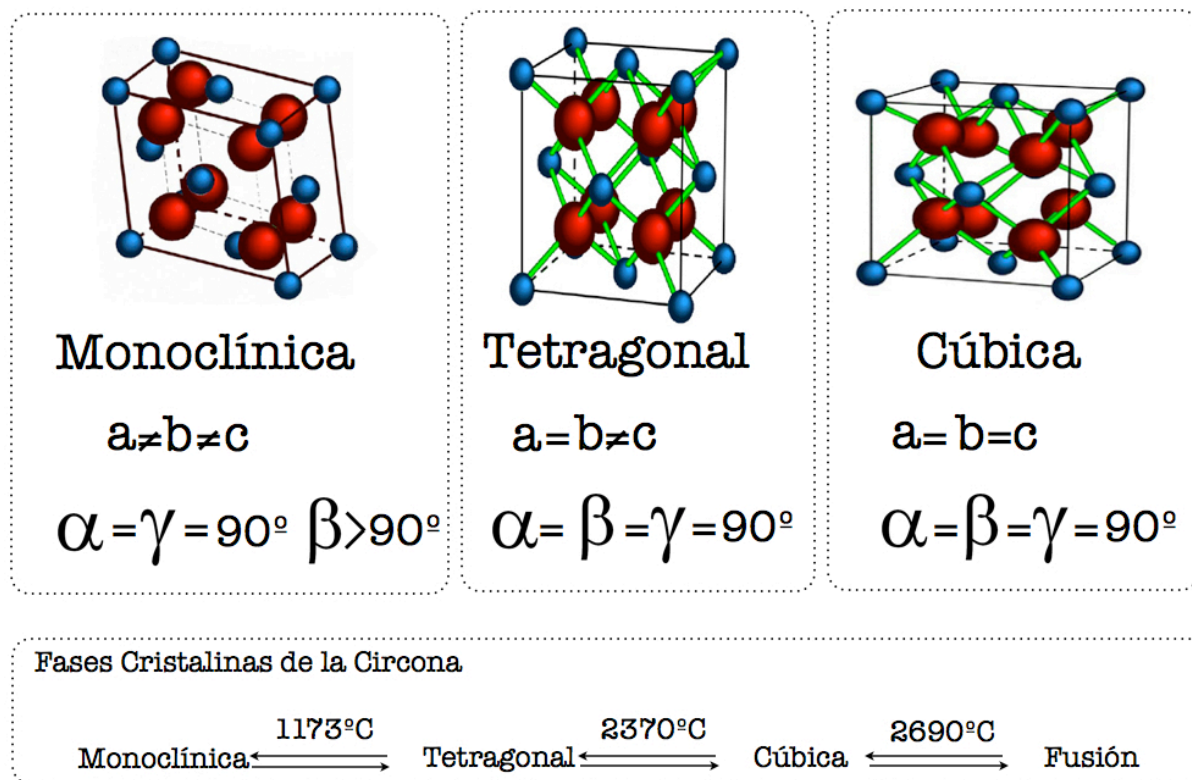 Monoclínica
a≠b≠c
α=γ=90º β>90º
Tetragonal
a=b≠c
α=β=γ=90º
Cúbica
a=b=c
α=β=γ=90º
Fases Cristalinas de la Circona
1173ºC 2370ºC 2690ºC
Monoclínica Tetragonal Cúbica Fusión